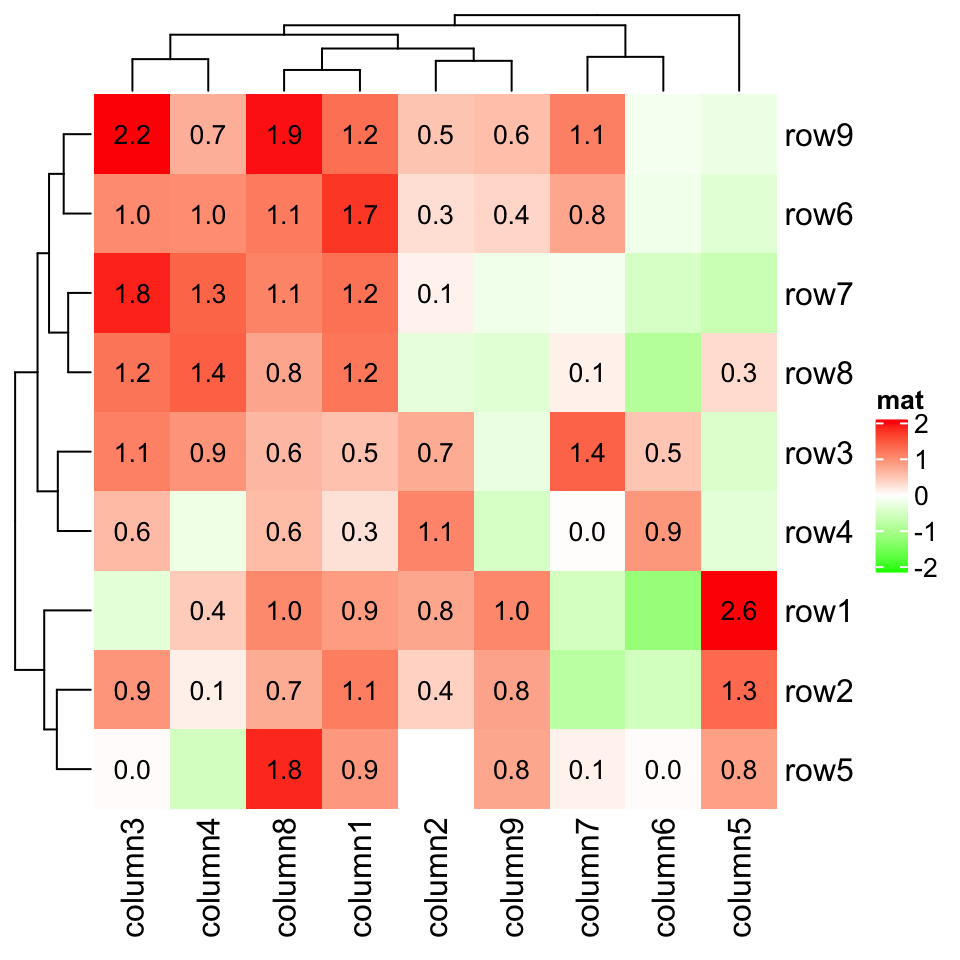 2.2 0.7 1.9 1.2 0.5 0.6 1.1 row9
1.0 1.0 1.1 1.7 0.3 0.4 0.8 row6
1.8 1.3 1.1 1.2 0.1 row7
1.2 1.4 0.8 1.2 0.1 0.3 row8
1.1 0.9 0.6 0.5 0.7 1.4 0.5 row3
0.6 0.6 0.3 1.1 0.0 0.9 row4
0.4 1.0 0.9 0.8 1.0 2.6 row1
0.9 0.1 0.7 1.1 0.4 0.8 1.3 row2
0.0 1.8 0.9 0.8 0.1 0.0 0.8 row5
column3 column4 column8 column1 column2 column9 column7 column6 column5
mat
2
1
0
-1
-2